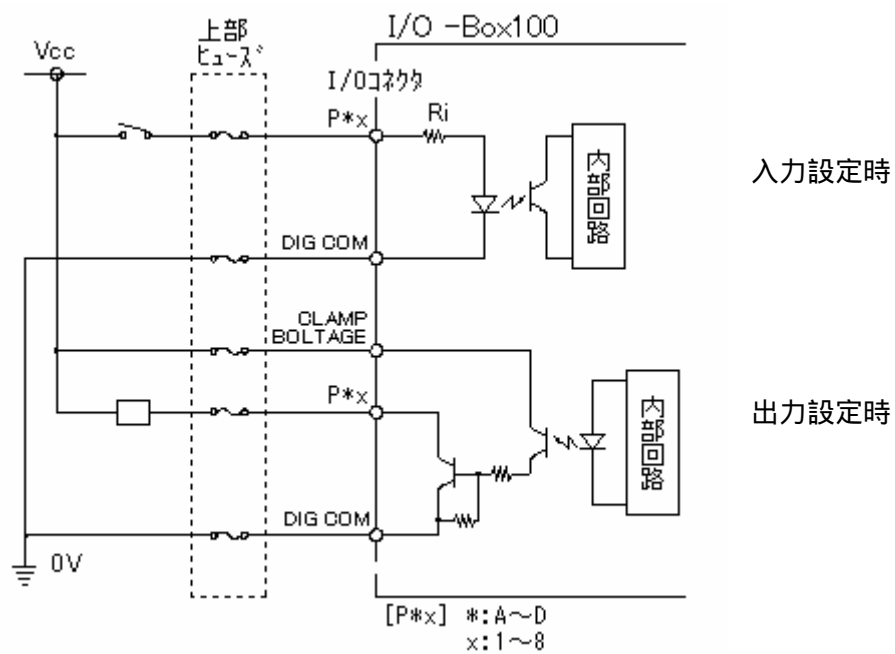 I/O -Box100
上部
ヒューズ
Vcc
I/Oコネクタ
P*x
Ri
内部回路
入力設定時
DIG COM
CLAMP
BOLTAGE
P*x
内部回路
出力設定時
DIG COM
0V
[P*x] *:A~D
x:1~8